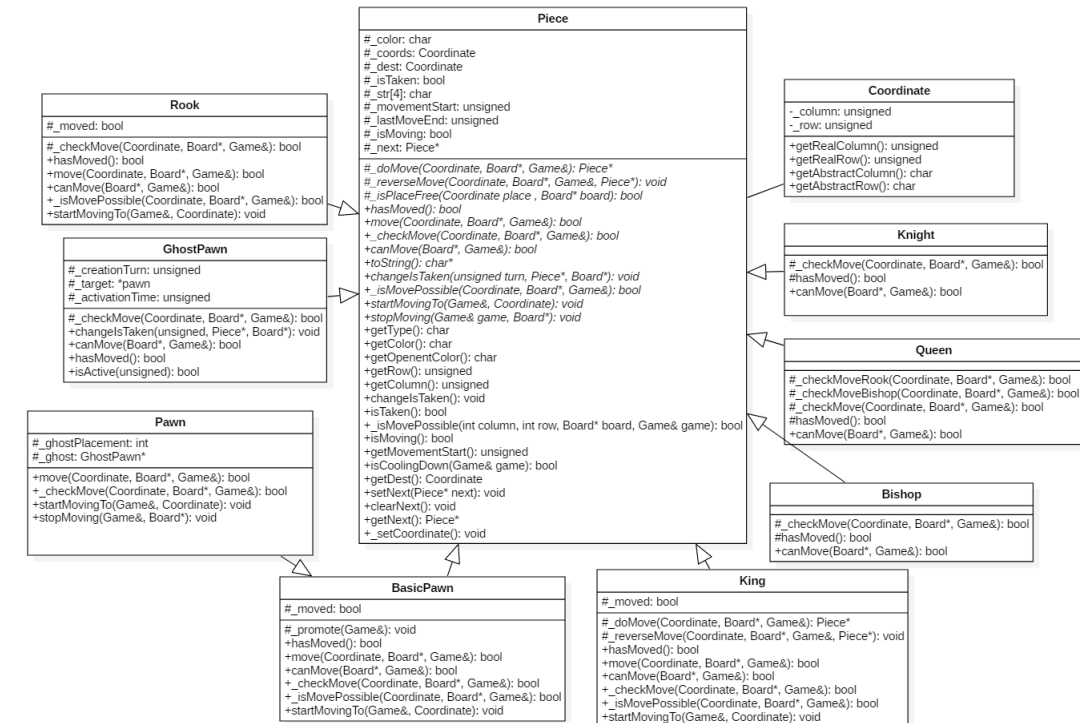 Piece
#_color: char
#_coords: Coordinate
#_dest: Coordinate
#_isTaken: bool
#_str[4]: char
#_movementStart: unsigned
#_lastMoveEnd: unsigned
#_isMoving: bool
#_next: Piece*
#_doMove(Coordinate, Board*, Game&): Piece*
#_reverseMove(Coordinate, Board*, Game&, Piece*): void
#_isPlaceFree(Coordinate place , Board* board): bool
+hasMoved(): bool
+move(Coordinate, Board*, Game&): bool
+_checkMove(Coordinate, Board*, Game&): bool
+canMove(Board*, Game&): bool
+toString(): char*
+changeIsTaken(unsigned turn, Piece*, Board*): void
+_isMovePossible(Coordinate, Board*, Game&): bool
+startMovingTo(Game&, Coordinate): void
+stopMoving(Game& game, Board*): void
+getType(): char
+getColor(): char
+getOpenentColor(): char
+getRow(): unsigned
+getColumn(): unsigned
+changeIsTaken(): void
+isTaken(): bool
+_isMovePossible(int column, int row, Board* board, Game& game): bool
+isMoving(): bool
+getMovementStart(): unsigned
+isCoolingDown(Game& game): bool
+getDest(): Coordinate
+setNext(Piece* next): void
+clearNext(): void
+getNext(): Piece*
+_setCoordinate(): void
Rook
#_moved: bool
#_checkMove(Coordinate, Board*, Game&): bool
+hasMoved(): bool
+move(Coordinate, Board*, Game&): bool
+canMove(Board*, Game&): bool
+_isMovePossible(Coordinate, Board*, Game&): bool
+startMovingTo(Game&, Coordinate): void
GhostPawn
#_creationTurn: unsigned
#_target: *pawn
#_activationTime: unsigned
#_checkMove(Coordinate, Board*, Game&): bool
+changeIsTaken(unsigned, Piece*, Board*): void
+canMove(Board*, Game&): bool
+hasMoved(): bool
+isActive(unsigned): bool
Pawn
#_ghostPlacement: int
#_ghost: GhostPawn*
+move(Coordinate, Board*, Game&): bool
+_checkMove(Coordinate, Board*, Game&): bool
+startMovingTo(Game&, Coordinate): void
+stopMoving(Game&, Board*): void
Coordinate
-_column: unsigned
-_row: unsigned
+getRealColumn(): unsigned
+getRealRow(): unsigned
+getAbstractColumn(): char
+getAbstractRow(): char
Knight
#_checkMove(Coordinate, Board*, Game&): bool
#hasMoved(): bool
+canMove(Board*, Game&): bool
Queen
#_checkMoveRook(Coordinate, Board*, Game&): bool
#_checkMoveBishop(Coordinate, Board*, Game&): bool
#_checkMove(Coordinate, Board*, Game&): bool
#hasMoved(): bool
+canMove(Board*, Game&): bool
Bishop
#_checkMove(Coordinate, Board*, Game&): bool
#hasMoved(): bool
+canMove(Board*, Game&): bool
BasicPawn
#_moved: bool
#_promote(Game&): void
+hasMoved(): bool
+move(Coordinate, Board*, Game&): bool
+canMove(Board*, Game&): bool
+_checkMove(Coordinate, Board*, Game&): bool
+_isMovePossible(Coordinate, Board*, Game&): bool
+startMovingTo(Game&, Coordinate): void
King
#_moved: bool
#_doMove(Coordinate, Board*, Game&): Piece*
#_reverseMove(Coordinate, Board*, Game&, Piece*): void
+hasMoved(): bool
+move(Coordinate, Board*, Game&): bool
+canMove(Board*, Game&): bool
+_checkMove(Coordinate, Board*, Game&): bool
+_isMovePossible(Coordinate, Board*, Game&): bool
+startMovingTo(Game&, Coordinate): void